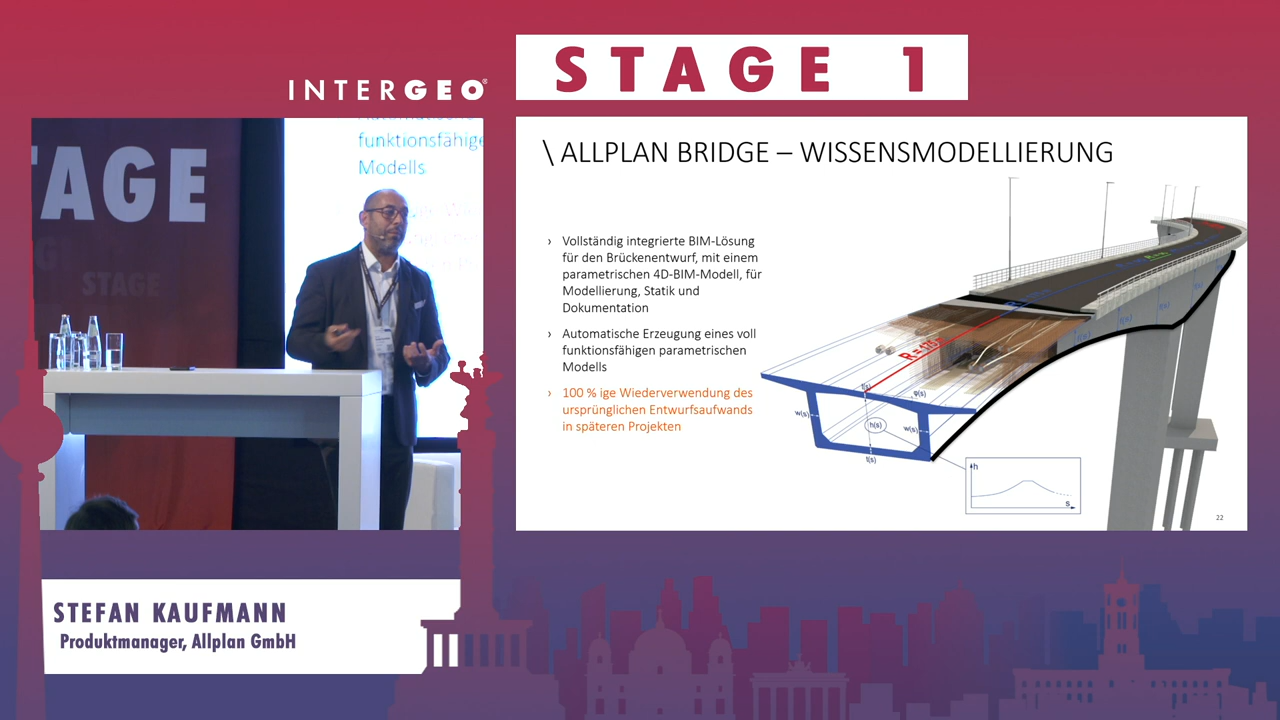 STAGE 1
INTERGEO®
funktionsfähige
Modells
TAGE
STAGE
\ ALLPLAN BRIDGE – WISSENSMODELLIERUNG
› Vollständig integrierte BIM-Lösung
für den Brückenentwurf, mit einem
parametrischen 4D-BIM-Modell, für
Modellierung, Statik und
Dokumentation
› Automatische Erzeugung eines voll
funktionsfähigen parametrischen
Modells
› 100 % ige Wiederverwendung des
ursprünglichen Entwurfsaufwands
in späteren Projekten
t(s)
φ(s)
w(s)
h(s)
w(s)
t(s)
h
s
22
STEFAN KAUFMANN
Produktmanager, Allplan GmbH